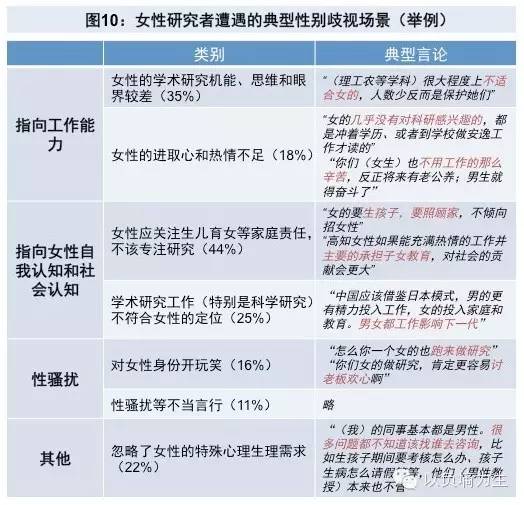 图10：女性研究者遭遇的典型性别歧视场景（举例）
类别
典型言论
指向工作能
力
女性的学术研究机能、思维和眼
界较差（35%）
“（理工农等学科）很大程度上不适
合女的，人数少反而是保护她们”
女性的进取心和热情不足（18%）
“女的几乎没有对科研感兴趣的，都
是冲着学历、或者到学校做安逸工
作才读的”
“你们（女生）也不用工作的那么
辛苦，反正将来有老公养；男生就
得奋斗了”
指向女性自
我认知和社
会认知
女性应关注生儿育女等家庭责任，
不该专注研究（44%）
“女的要生孩子，要照顾家，不倾向
招女性”
“高知女性如果能充满热情的工作并
主要的承担子女教育，对社会的贡
献会更大”
学术研究工作（特别是科学研究）
不符合女性的定位（25%）
“中国应该借鉴日本模式，男的更
有精力投入工作，女的投入家庭和
教育。男女都工作影响下一代”
性骚扰
对女性身份开玩笑（16%）
“怎么你一个女的也跑来做研究”
“你们女的做研究，肯定更容易讨
老板欢心啊”
性骚扰等不当言行（11%）
略
其他
忽略了女性的特殊心理生理需求
（22%）
“（我）的同事基本都是男性。很
多问题都不知道该找谁去咨询，比
如生孩子期间要考核怎么办，孩子
生病怎么请假等等，他们（男性教
授）本来也不管”